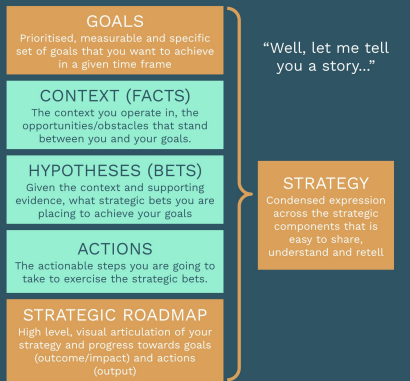 GOALS
Prioritised, measurable and specific
set of goals that you want to achieve
in a given time frame
CONTEXT (FACTS)
The context you operate in, the
opportunities/obstacles that stand
between you and your goals.
HYPOTHESES (BETS)
Given the context and supporting
evidence, what strategic bets you are
placing to achieve your goals
ACTIONS
The actionable steps you are going to
take to exercise the strategic bets.
STRATEGIC ROADMAP
High level, visual articulation of your
strategy and progress towards goals
(outcome/impact) and actions
(output)
“Well, let me tell
you a story...”
STRATEGY
Condensed expression
across the strategic
components that is
easy to share,
understand and retell